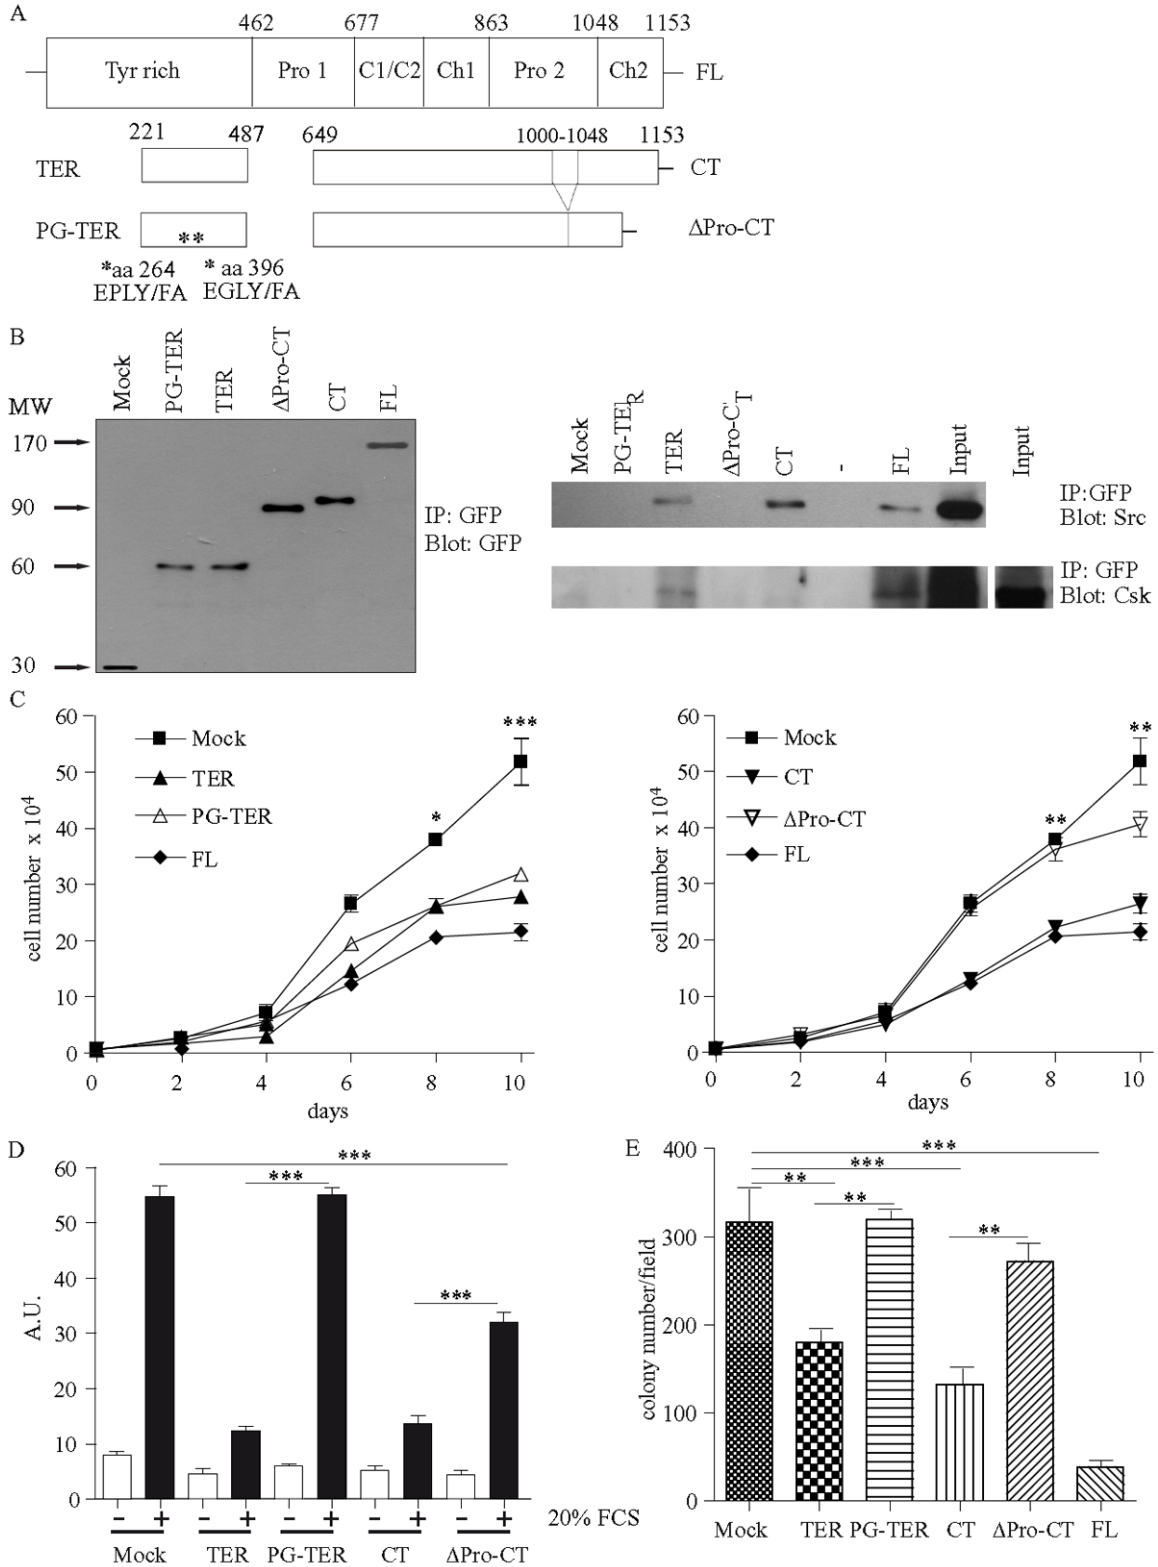 A
462 677 863 1048 1153
Tyr rich Pro 1 C1/C2 Ch1 Pro 2 Ch2 FL
221 487 649 1000-1048 1153
TER CT
PG-TER ** ΔPro-CT
*aa 264 * aa 396
EPLY/FA EGLY/FA
B
MW Mock PG-TER TER ΔPro-CT CT FL
170
90
60
30
IP: GFP
Blot: GFP
Mock PG-TER TER ΔPro-CT CT - FL Input Input
IP:GFP
Blot: Src
IP: GFP
Blot: Csk
C
cell number x 10⁴
60
50
40
30
20
10
0
Mock
TER
PG-TER
FL
*
***
0 2 4 6 8 10
days
cell number x 10⁴
60
50
40
30
20
10
0
Mock
CT
ΔPro-CT
FL
**
**
0 2 4 6 8 10
days
D
A.U.
60
50
40
30
20
10
0
***
***
***
- + - + - + - + - + 20% FCS
Mock TER PG-TER CT ΔPro-CT
E
colony number/field
400
300
200
100
0
***
***
**
**
**
Mock TER PG-TER CT ΔPro-CT FL